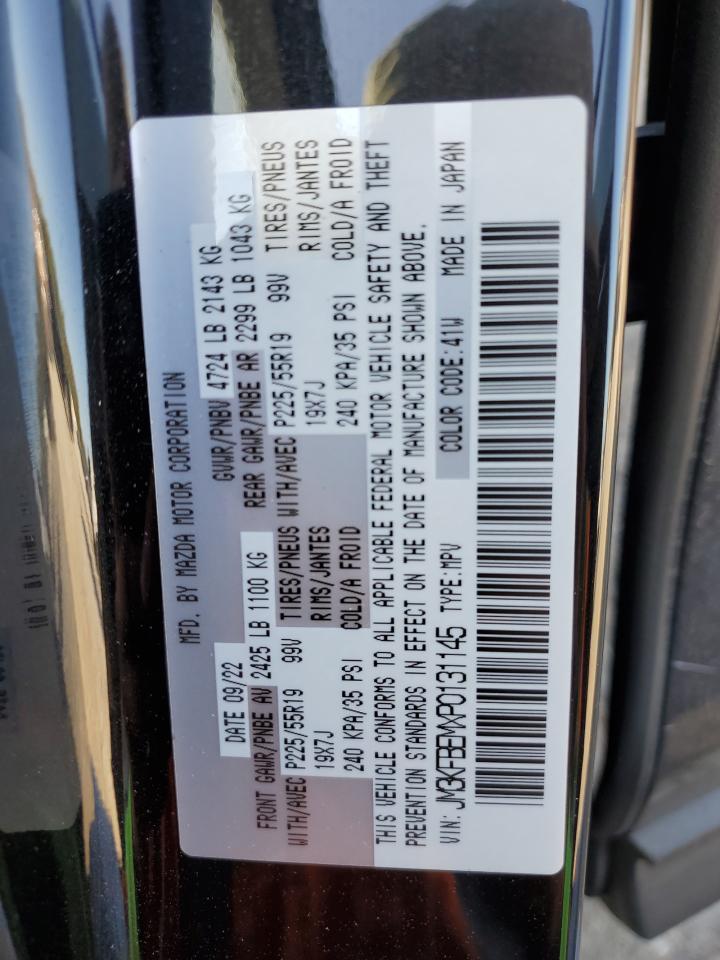 MFD. BY MAZDA MOTOR CORPORATION
DATE 09/22 GVWR/PNBV 4724 LB 2143 KG
FRONT GAWR/PNBE AV 2425 LB 1100 KG REAR GAWR/PNBE AR 2299 LB 1043 KG
WITH/AVEC P225/55R19 99V TIRES/PNEUS WITH/AVEC P225/55R19 99V TIRES/PNEUS
19X7J RIMS/JANTES 19X7J RIMS/JANTES
240 KPA/35 PSI COLD/A FROID 240 KPA/35 PSI COLD/A FROID
THIS VEHICLE CONFORMS TO ALL APPLICABLE FEDERAL MOTOR VEHICLE SAFETY AND THEFT
PREVENTION STANDARDS IN EFFECT ON THE DATE OF MANUFACTURE SHOWN ABOVE.
VIN: JM3KFBEMXP0131145 TYPE:MPV COLOR CODE:41W MADE IN JAPAN